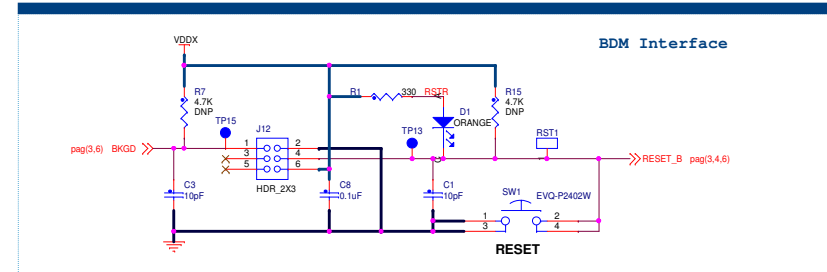 BDM Interface
VDDX
R7
4.7K
DNP
R1
330
RSTR
R15
4.7K
DNP
D1
ORANGE
TP15
J12
TP13
RST1
pag(3,6) BKGD
1
2
3
4
5
6
HDR_2X3
RESET_B pag(3,4,6)
C3
10pF
C8
0.1uF
C1
10pF
SW1
EVQ-P2402W
1
2
3
4
RESET